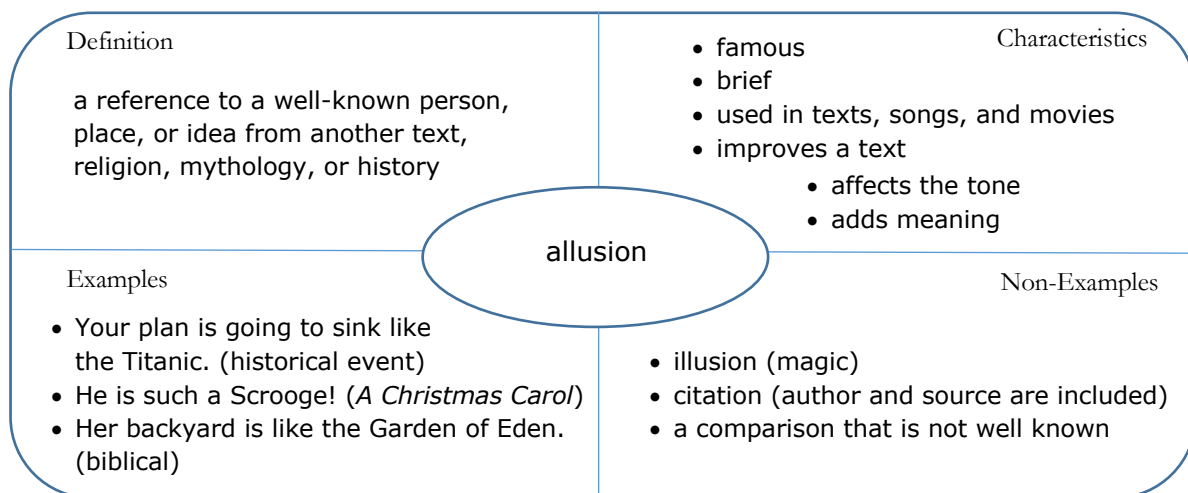 Definition
a reference to a well-known person,
place, or idea from another text,
religion, mythology, or history
Characteristics
• famous
• brief
• used in texts, songs, and movies
• improves a text
• affects the tone
• adds meaning
allusion
Examples
• Your plan is going to sink like
the Titanic. (historical event)
• He is such a Scrooge! (A Christmas Carol)
• Her backyard is like the Garden of Eden.
(biblical)
Non-Examples
• illusion (magic)
• citation (author and source are included)
• a comparison that is not well known